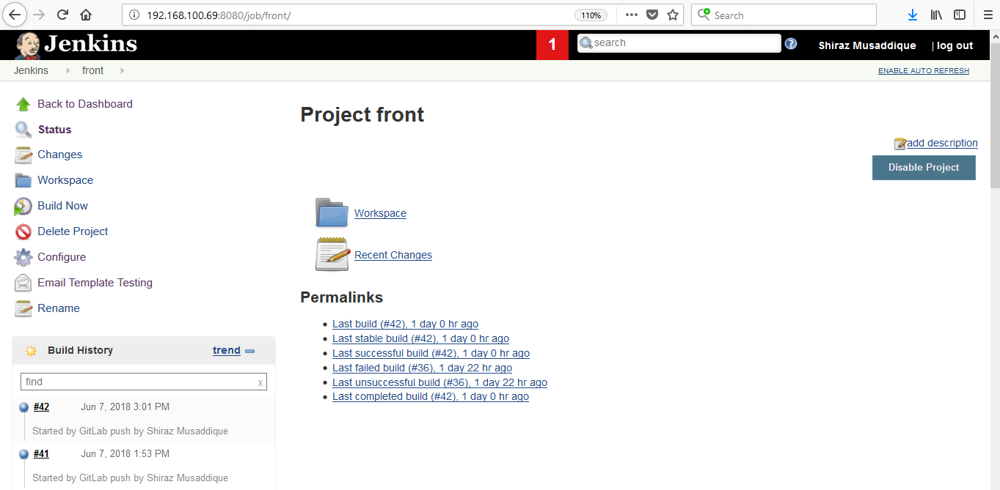 192.168.100.69:8080/job/front/
110%
Search
Jenkins
1
search
Shiraz Musaddique
| log out
Jenkins
front
ENABLE AUTO REFRESH
Back to Dashboard
Status
Changes
Workspace
Build Now
Delete Project
Configure
Email Template Testing
Rename
Build History
trend
find
x
#42
Jun 7, 2018 3:01 PM
Started by GitLab push by Shiraz Musaddique
#41
Jun 7, 2018 1:53 PM
Started by GitLab push by Shiraz Musaddique
Project front
add description
Disable Project
Workspace
Recent Changes
Permalinks
Last build (#42), 1 day 0 hr ago
Last stable build (#42), 1 day 0 hr ago
Last successful build (#42), 1 day 0 hr ago
Last failed build (#36), 1 day 22 hr ago
Last unsuccessful build (#36), 1 day 22 hr ago
Last completed build (#42), 1 day 0 hr ago